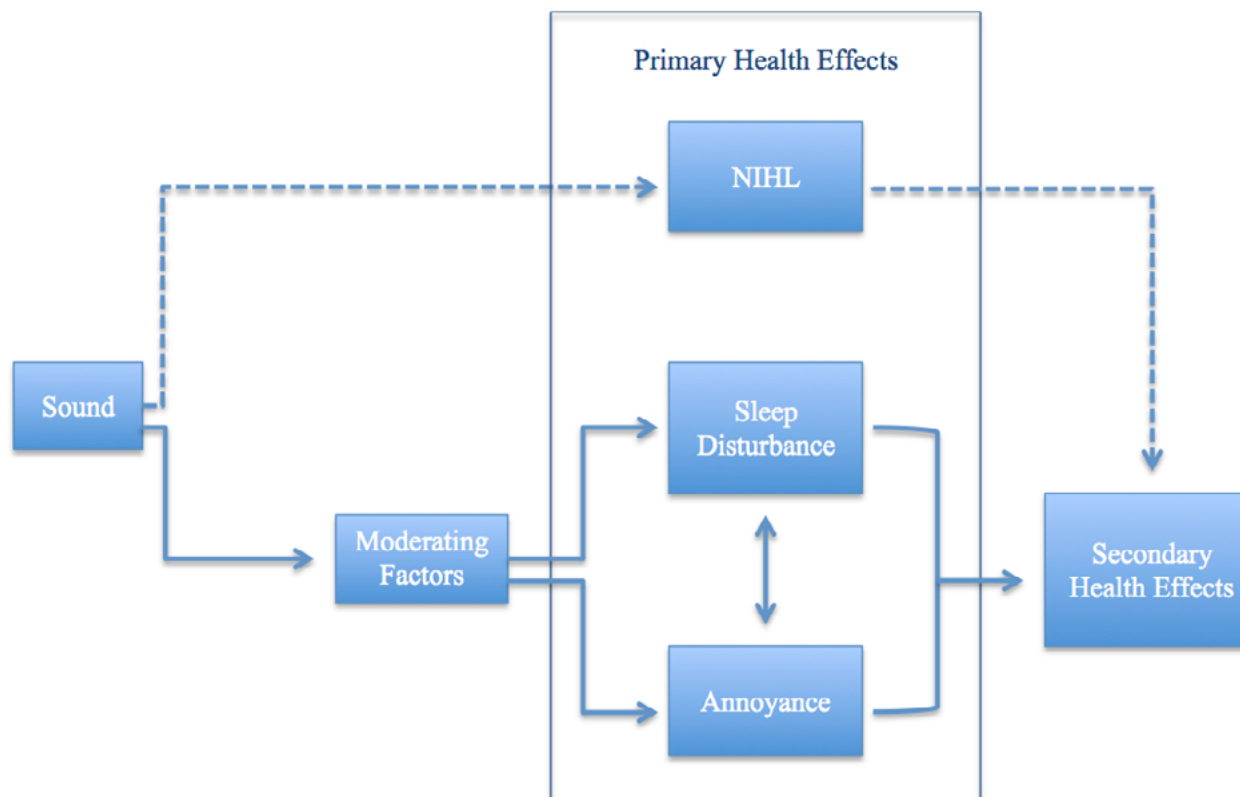 Primary Health Effects
NIHL
Sound
Sleep
Disturbance
Moderating
Factors
Secondary
Health Effects
Annoyance